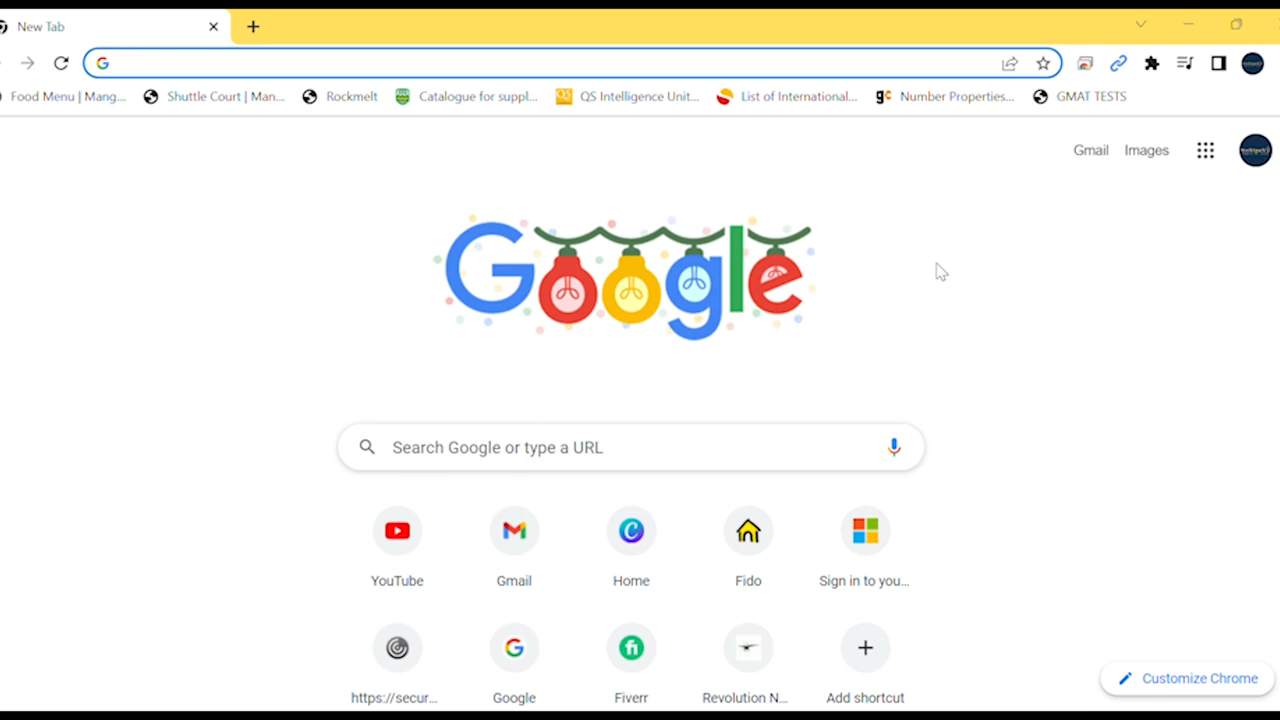 New Tab
Food Menu | Mang...
Shuttle Court | Man...
Rockmelt
Catalogue for suppl...
QS Intelligence Unit...
List of International...
Number Properties...
GMAT TESTS
Gmail
Images
Google
Search Google or type a URL
YouTube
Gmail
Home
Fido
Sign in to you...
https://secur...
Google
Fiverr
Revolution N...
Add shortcut
Customize Chrome